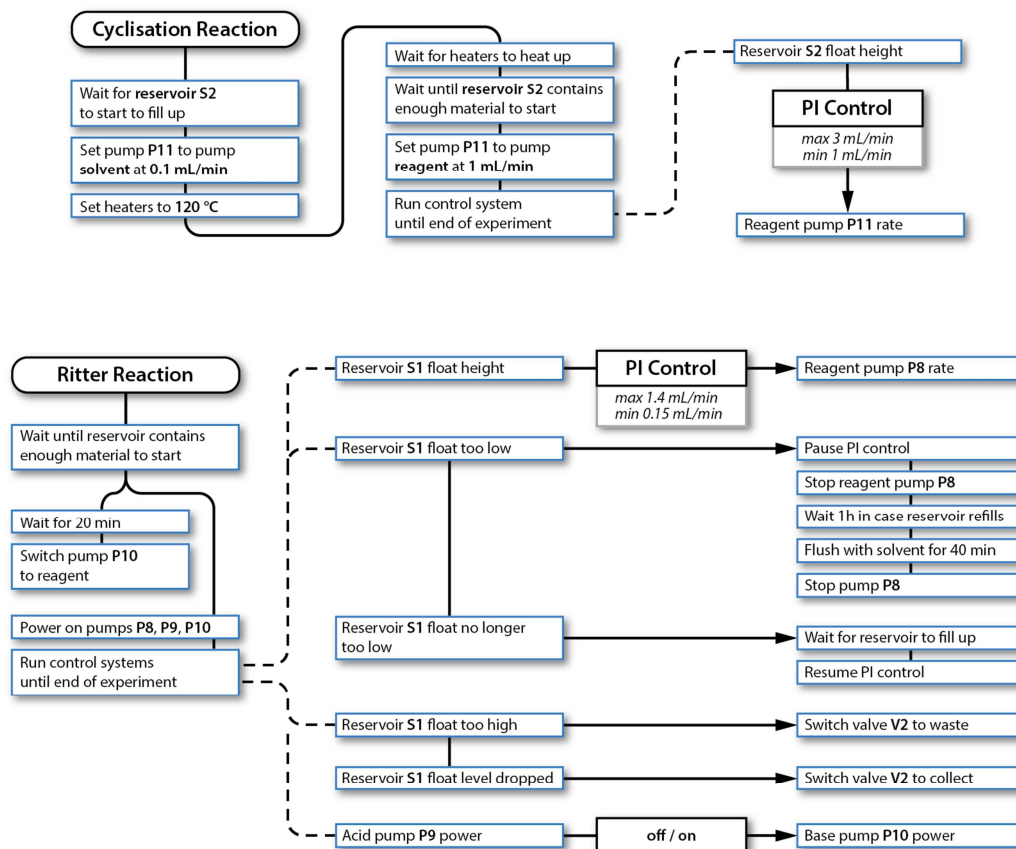 Cyclisation Reaction
Wait for reservoir S2
to start to fill up
Set pump P11 to pump
solvent at 0.1 mL/min
Set heaters to 120 °C
Wait for heaters to heat up
Wait until reservoir S2 contains
enough material to start
Set pump P11 to pump
reagent at 1 mL/min
Run control system
until end of experiment
Reservoir S2 float height
PI Control
max 3 mL/min
min 1 mL/min
Reagent pump P11 rate
Ritter Reaction
Wait until reservoir contains
enough material to start
Wait for 20 min
Switch pump P10
to reagent
Power on pumps P8, P9, P10
Run control systems
until end of experiment
Reservoir S1 float height
PI Control
max 1.4 mL/min
min 0.15 mL/min
Reagent pump P8 rate
Reservoir S1 float too low
Pause PI control
Stop reagent pump P8
Wait 1h in case reservoir refills
Flush with solvent for 40 min
Stop pump P8
Reservoir S1 float no longer
too low
Wait for reservoir to fill up
Resume PI control
Reservoir S1 float too high
Switch valve V2 to waste
Reservoir S1 float level dropped
Switch valve V2 to collect
Acid pump P9 power
off / on
Base pump P10 power